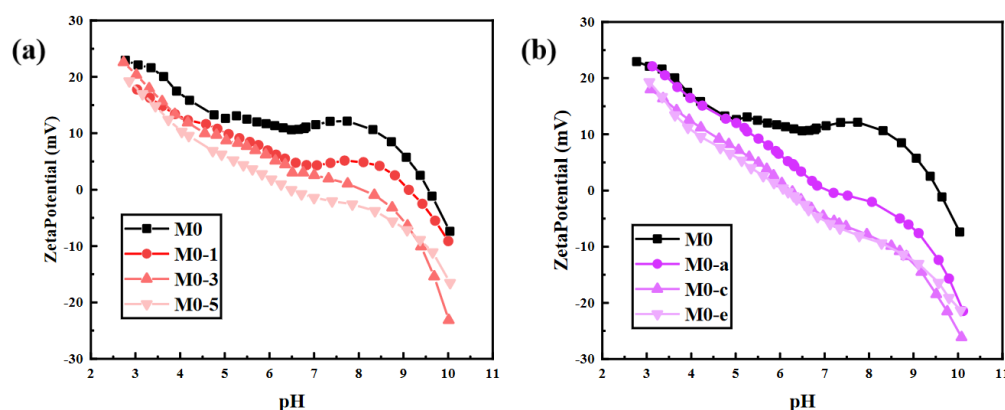 (a)
ZetaPotential (mV)
30
20
10
0
-10
-20
-30
2 3 4 5 6 7 8 9 10 11
pH
M0
M0-1
M0-3
M0-5
(b)
ZetaPotential (mV)
30
20
10
0
-10
-20
-30
2 3 4 5 6 7 8 9 10 11
pH
M0
M0-a
M0-c
M0-e